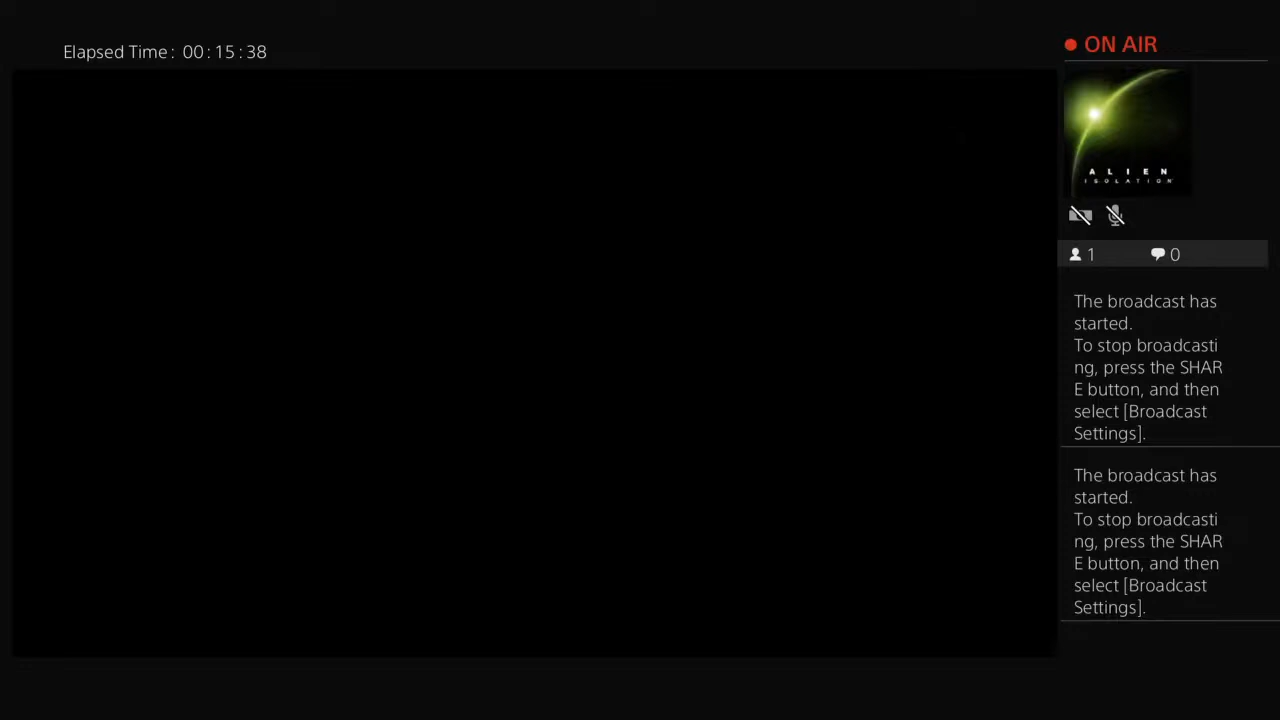 Elapsed Time: 00:15:38
ON AIR
ALIEN
ISOLATION
1 0
The broadcast has
started.
To stop broadcasti
ng, press the SHAR
E button, and then
select [Broadcast
Settings].
The broadcast has
started.
To stop broadcasti
ng, press the SHAR
E button, and then
select [Broadcast
Settings].